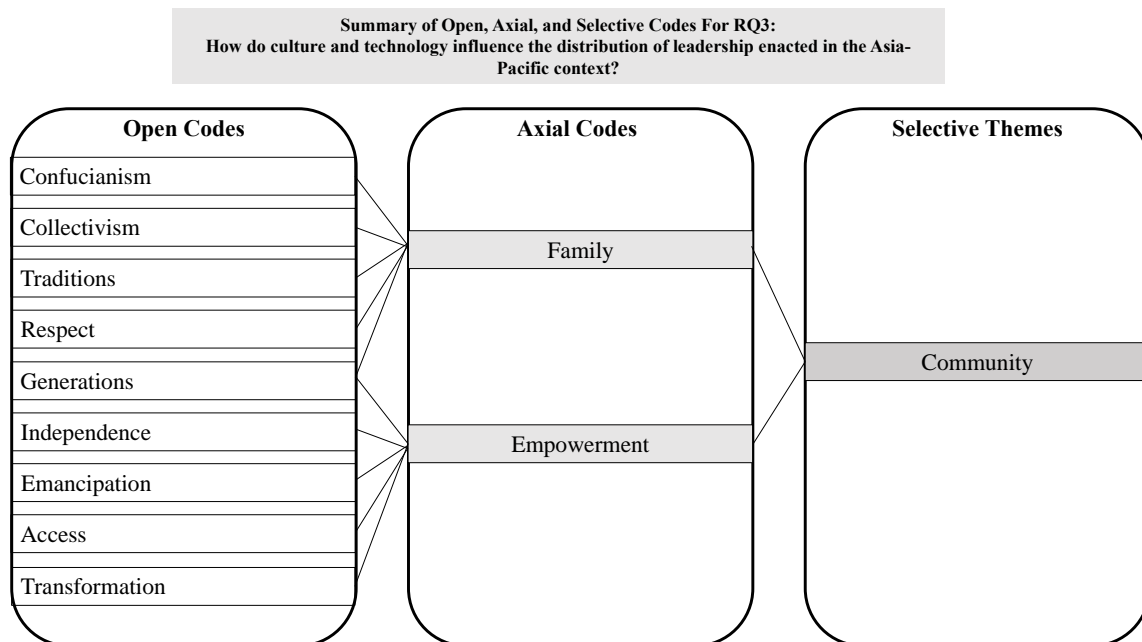 Summary of Open, Axial, and Selective Codes For RQ3:
How do culture and technology influence the distribution of leadership enacted in the Asia-
Pacific context?
Open Codes
Confucianism
Collectivism
Traditions
Respect
Generations
Independence
Emancipation
Access
Transformation
Axial Codes
Family
Empowerment
Selective Themes
Community